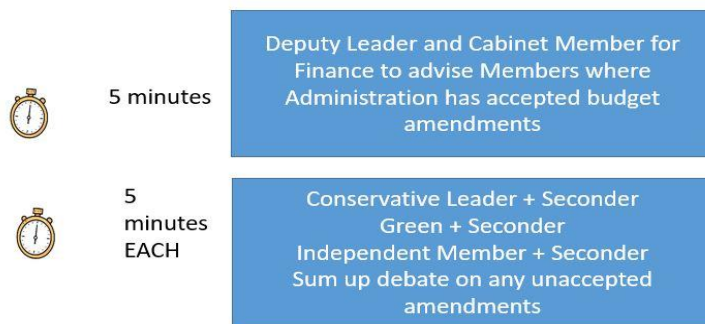 5 minutes
Deputy Leader and Cabinet Member for
Finance to advise Members where
Administration has accepted budget
amendments
5
minutes
EACH
Conservative Leader + Seconder
Green + Seconder
Independent Member + Seconder
Sum up debate on any unaccepted
amendments